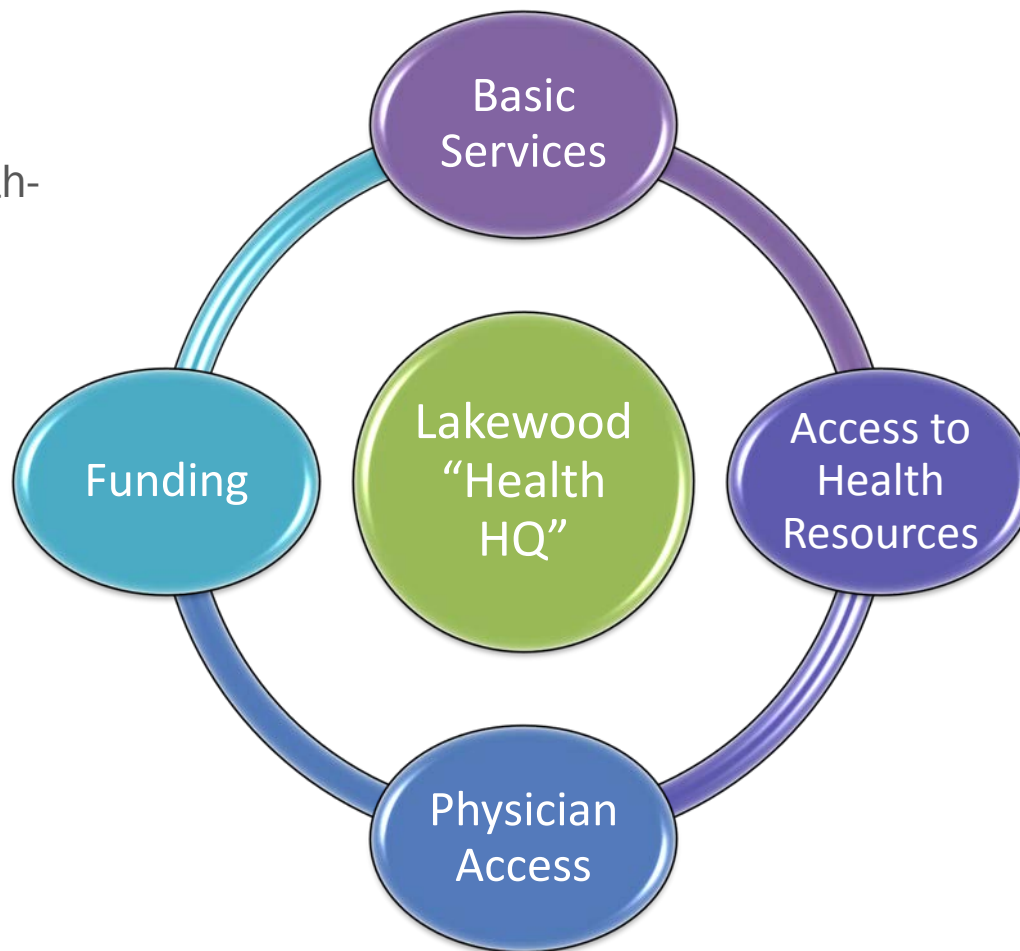 Basic
Services
h-
Lakewood
“Health
HQ”
Funding
Access to
Health
Resources
Physician
Access